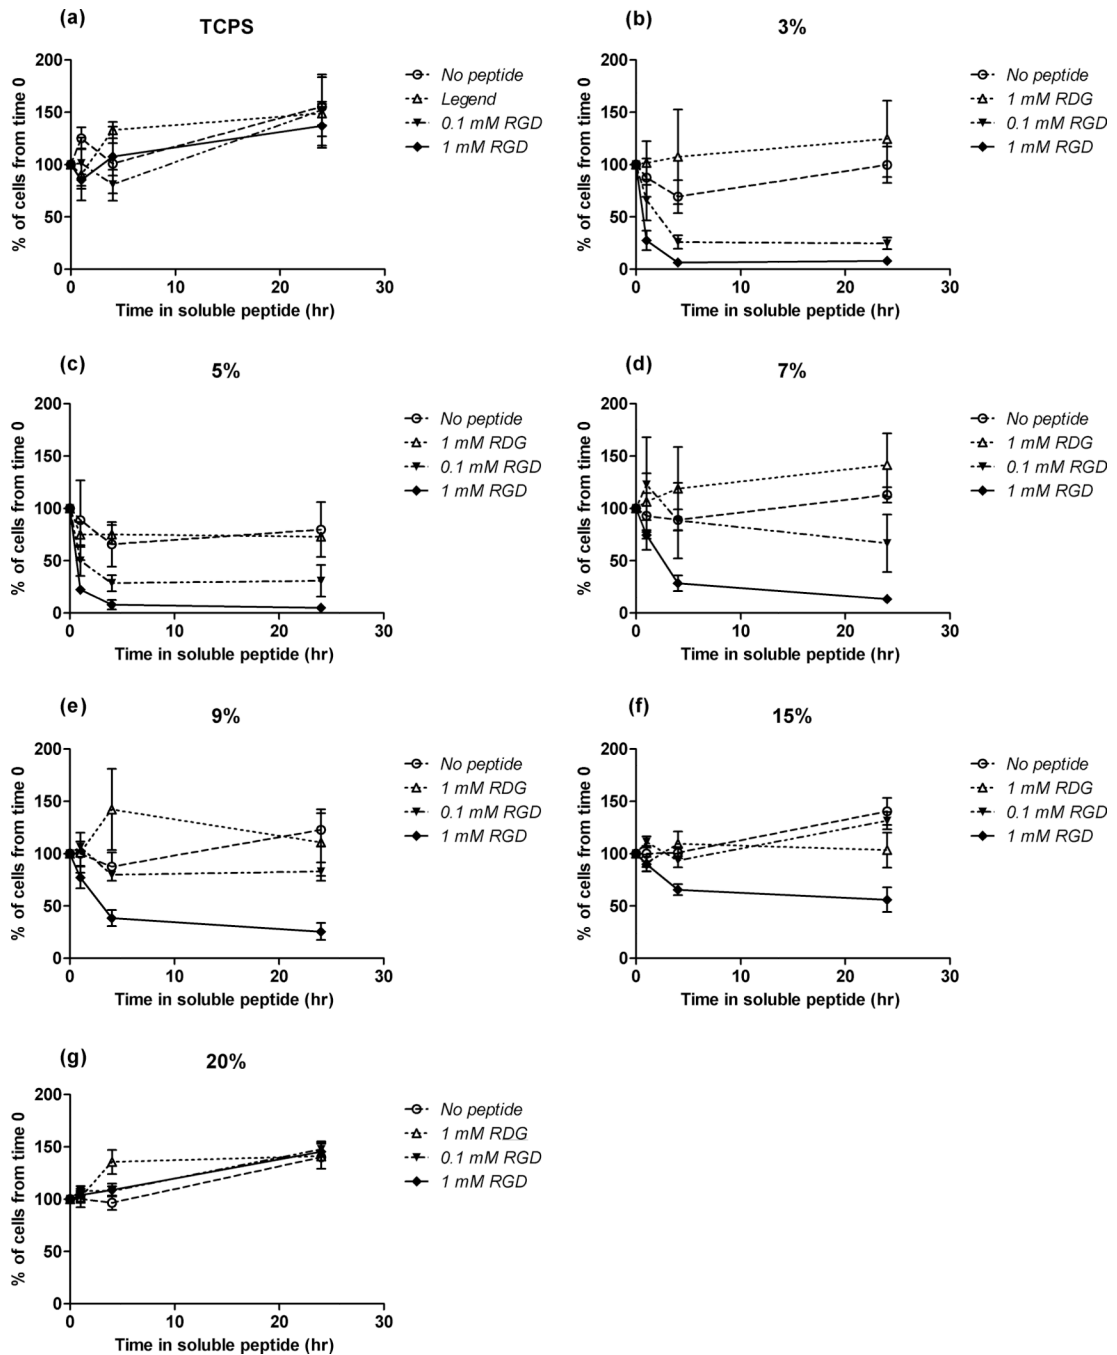 (a)
TCPS
% of cells from time 0
200
150
100
50
0
0 10 20 30
Time in soluble peptide (hr)
No peptide
Legend
0.1 mM RGD
1 mM RGD
(b)
3%
% of cells from time 0
200
150
100
50
0
0 10 20 30
Time in soluble peptide (hr)
No peptide
1 mM RDG
0.1 mM RGD
1 mM RGD
(c)
5%
% of cells from time 0
200
150
100
50
0
0 10 20 30
Time in soluble peptide (hr)
No peptide
1 mM RDG
0.1 mM RGD
1 mM RGD
(d)
7%
% of cells from time 0
200
150
100
50
0
0 10 20 30
Time in soluble peptide (hr)
No peptide
1 mM RDG
0.1 mM RGD
1 mM RGD
(e)
9%
% of cells from time 0
200
150
100
50
0
0 10 20 30
Time in soluble peptide (hr)
No peptide
1 mM RDG
0.1 mM RGD
1 mM RGD
(f)
15%
% of cells from time 0
200
150
100
50
0
0 10 20 30
Time in soluble peptide (hr)
No peptide
1 mM RDG
0.1 mM RGD
1 mM RGD
(g)
20%
% of cells from time 0
200
150
100
50
0
0 10 20 30
Time in soluble peptide (hr)
No peptide
1 mM RDG
0.1 mM RGD
1 mM RGD